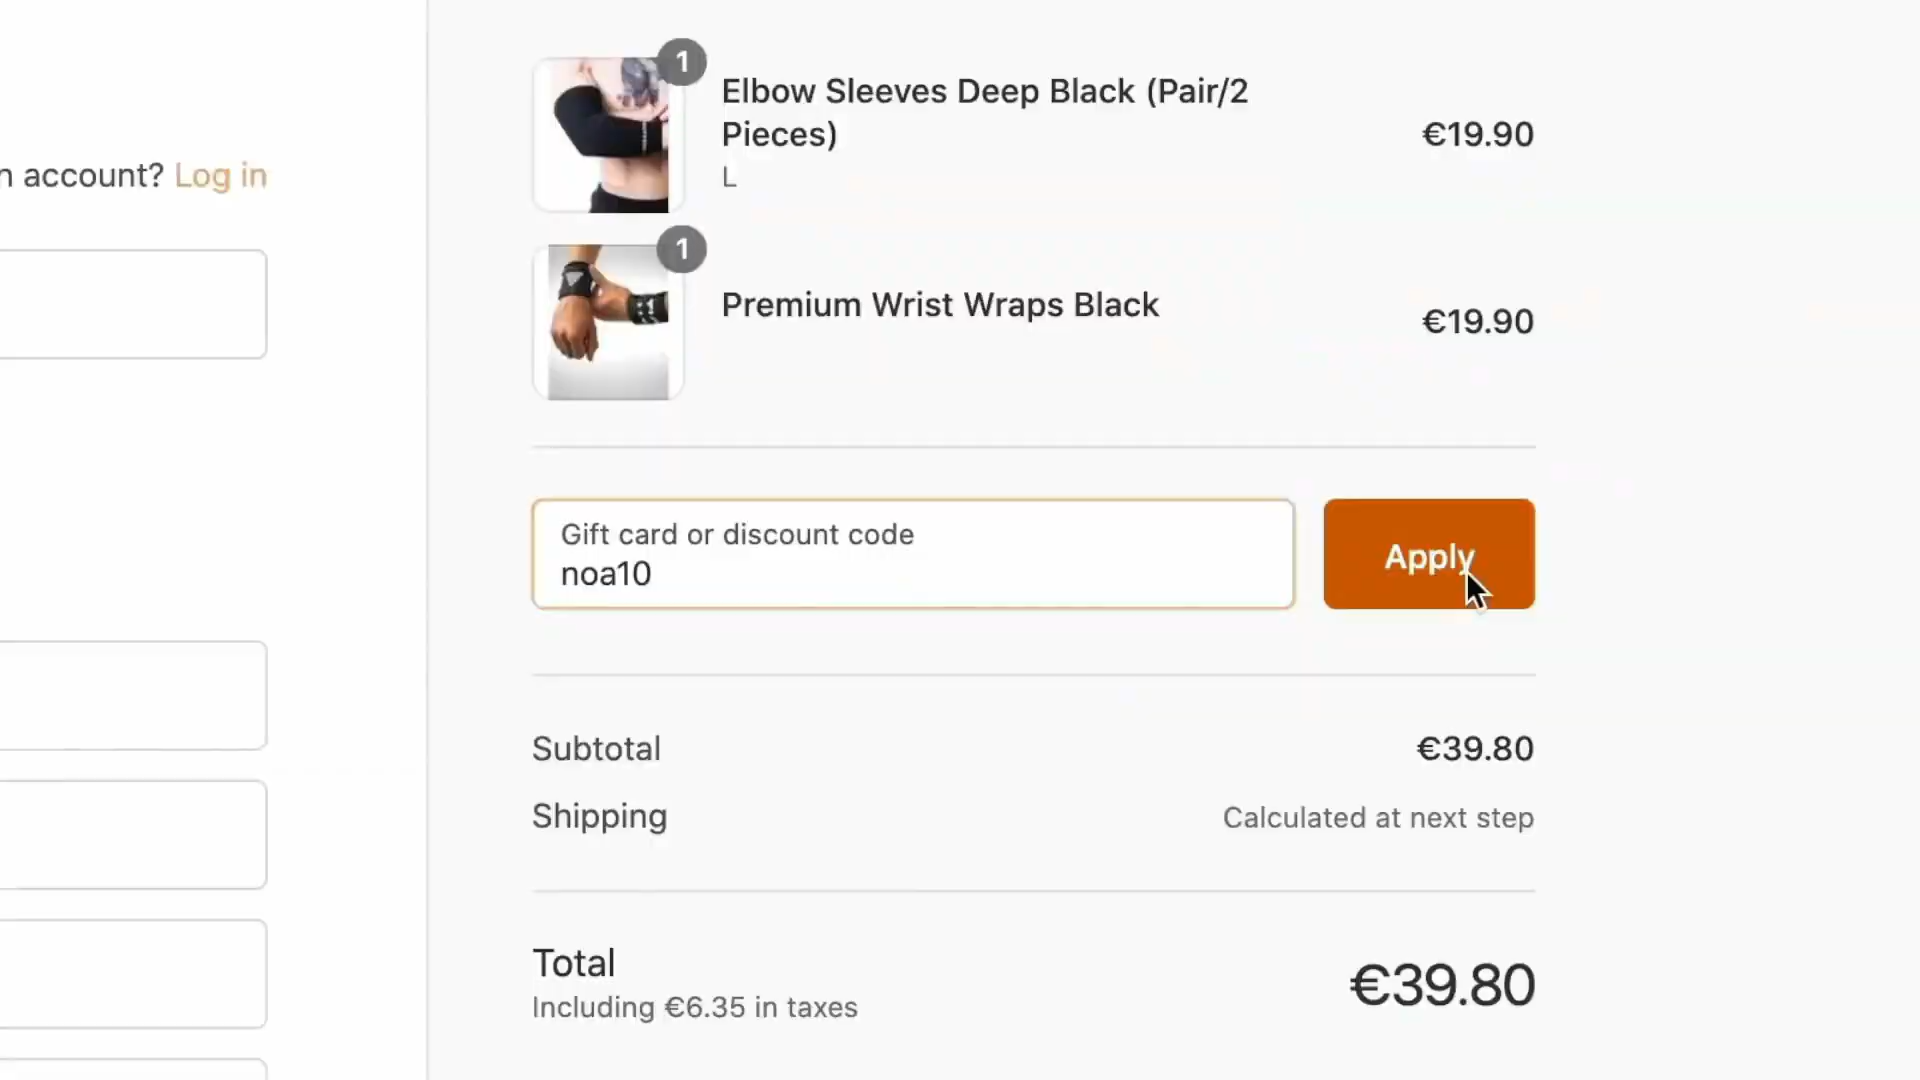 1
Elbow Sleeves Deep Black (Pair/2
Pieces)
€19.90
L
n account? Log in
1
Premium Wrist Wraps Black
€19.90
Gift card or discount code
noa10
Apply
Subtotal
€39.80
Shipping
Calculated at next step
Total
€39.80
Including €6.35 in taxes